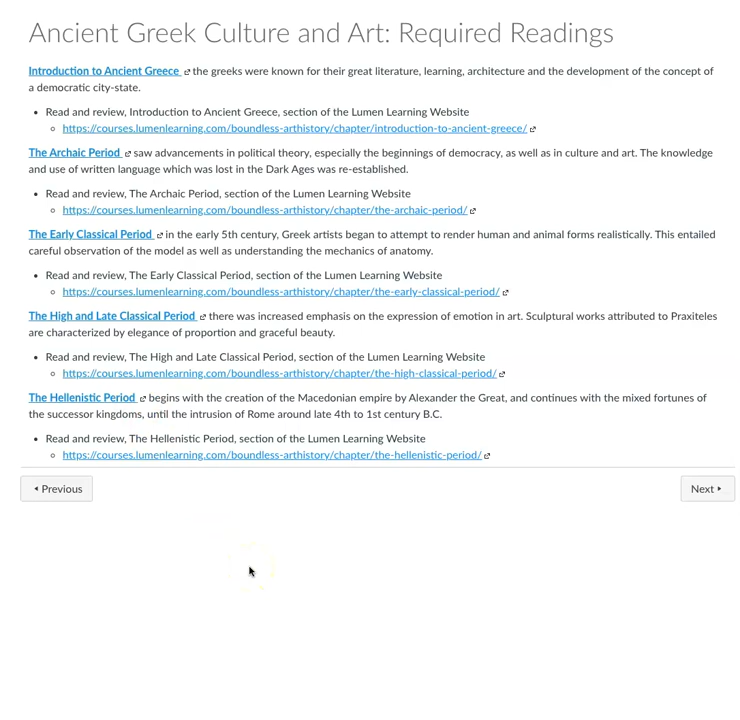 Ancient Greek Culture and Art: Required Readings
Introduction to Ancient Greece the greeks were known for their great literature, learning, architecture and the development of the concept of
a democratic city-state.
Read and review, Introduction to Ancient Greece, section of the Lumen Learning Website
https://courses.lumenlearning.com/boundless-arthistory/chapter/introduction-to-ancient-greece/
The Archaic Period saw advancements in political theory, especially the beginnings of democracy, as well as in culture and art. The knowledge
and use of written language which was lost in the Dark Ages was re-established.
Read and review, The Archaic Period, section of the Lumen Learning Website
https://courses.lumenlearning.com/boundless-arthistory/chapter/the-archaic-period/
The Early Classical Period in the early 5th century, Greek artists began to attempt to render human and animal forms realistically. This entailed
careful observation of the model as well as understanding the mechanics of anatomy.
Read and review, The Early Classical Period, section of the Lumen Learning Website
https://courses.lumenlearning.com/boundless-arthistory/chapter/the-early-classical-period/
The High and Late Classical Period there was increased emphasis on the expression of emotion in art. Sculptural works attributed to Praxiteles
are characterized by elegance of proportion and graceful beauty.
Read and review, The High and Late Classical Period, section of the Lumen Learning Website
https://courses.lumenlearning.com/boundless-arthistory/chapter/the-high-classical-period/
The Hellenistic Period begins with the creation of the Macedonian empire by Alexander the Great, and continues with the mixed fortunes of
the successor kingdoms, until the intrusion of Rome around late 4th to 1st century B.C.
Read and review, The Hellenistic Period, section of the Lumen Learning Website
https://courses.lumenlearning.com/boundless-arthistory/chapter/the-hellenistic-period/
Previous
Next